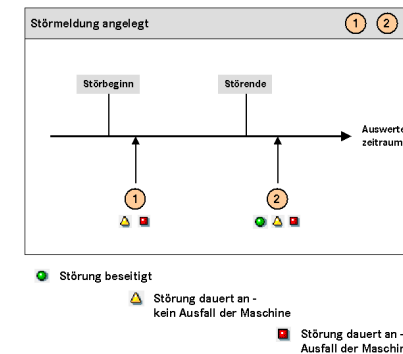 Störmeldung angelegt
1 2
Störbeginn
Störende
Auswerte
zeitraum
1
2
Störung beseitigt
Störung dauert an -
kein Ausfall der Maschine
Störung dauert an -
Ausfall der Maschin